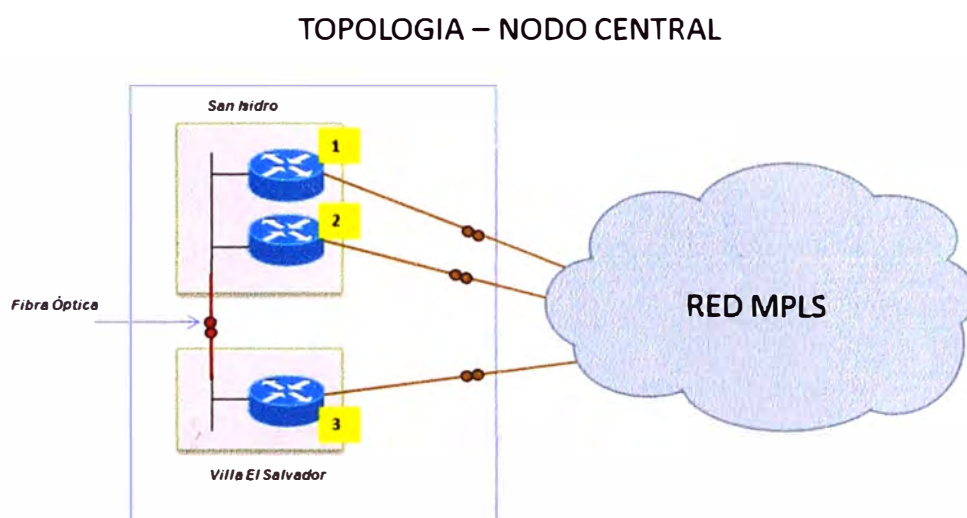 TOPOLOGIA – NODO CENTRAL
San Isidro
1
2
Fibra Óptica
RED MPLS
3
Villa El Salvador